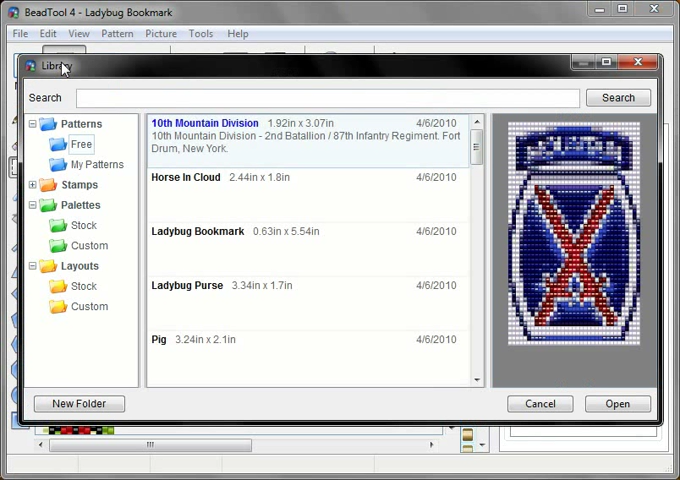 BeadTool 4 - Ladybug Bookmark
File Edit View Pattern Picture Tools Help
Library
Search Search
Patterns
Free
My Patterns
Stamps
Palettes
Stock
Custom
Layouts
Stock
Custom
10th Mountain Division 1.92in x 3.07in 4/6/2010
10th Mountain Division - 2nd Batallion / 87th Infantry Regiment. Fort
Drum, New York.
Horse In Cloud 2.44in x 1.8in 4/6/2010
Ladybug Bookmark 0.63in x 5.54in 4/6/2010
Ladybug Purse 3.34in x 1.7in 4/6/2010
Pig 3.24in x 2.1in 4/6/2010
New Folder Cancel Open